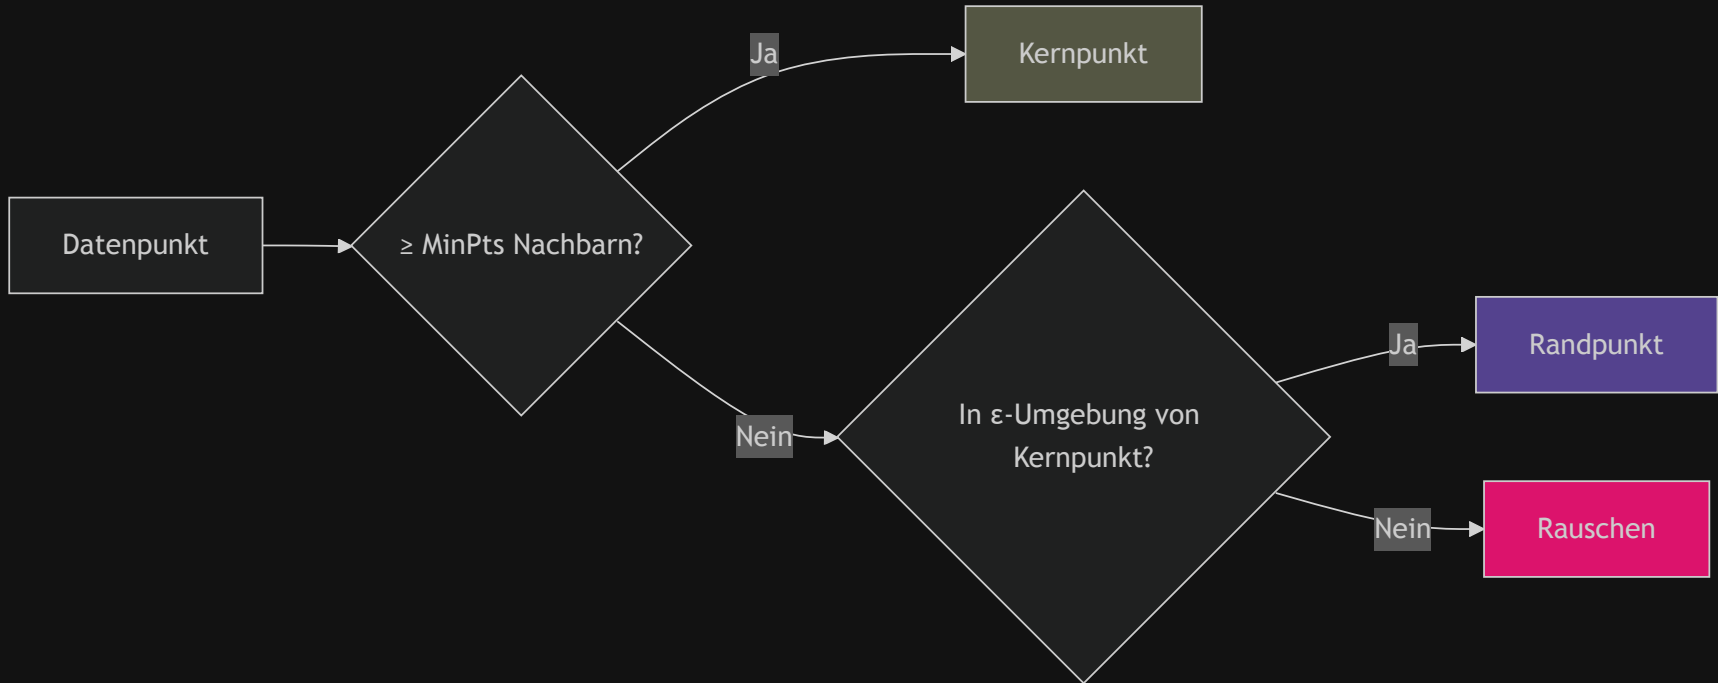 Ja
Kernpunkt
Datenpunkt
≥ MinPts Nachbarn?
Nein
In ε-Umgebung von
Kernpunkt?
Ja
Randpunkt
Nein
Rauschen